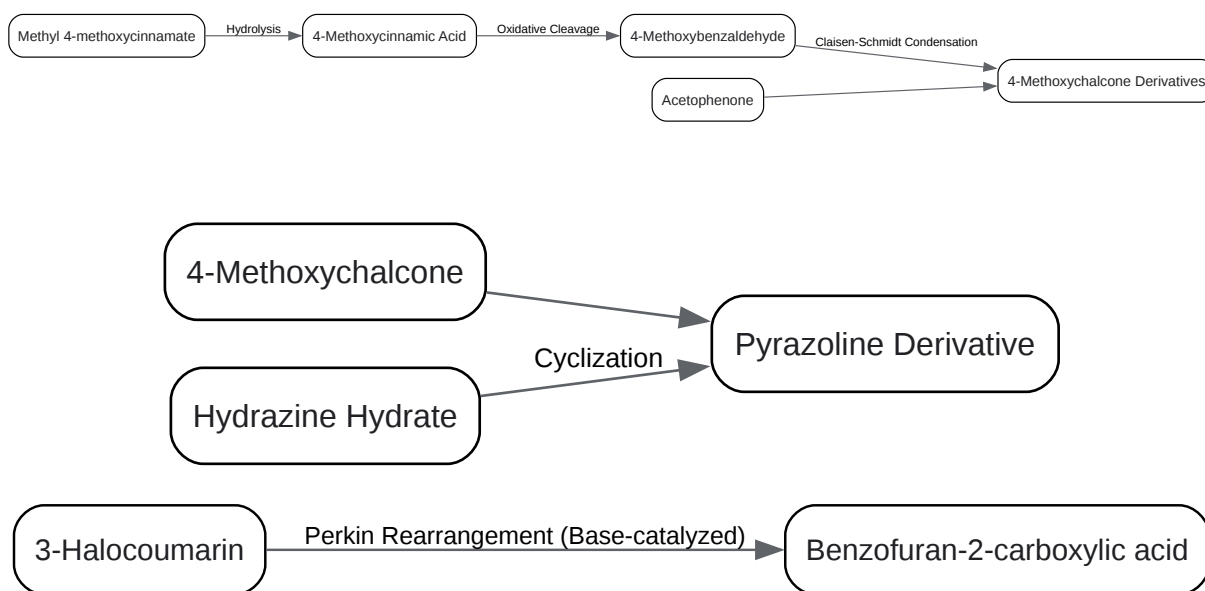 Methyl 4-methoxycinnamate
Hydrolysis
4-Methoxycinnamic Acid
Oxidative Cleavage
4-Methoxybenzaldehyde
Claisen-Schmidt Condensation
Acetophenone
4-Methoxychalcone Derivatives
4-Methoxychalcone
Cyclization
Hydrazine Hydrate
Pyrazoline Derivative
3-Halocoumarin
Perkin Rearrangement (Base-catalyzed)
Benzofuran-2-carboxylic acid